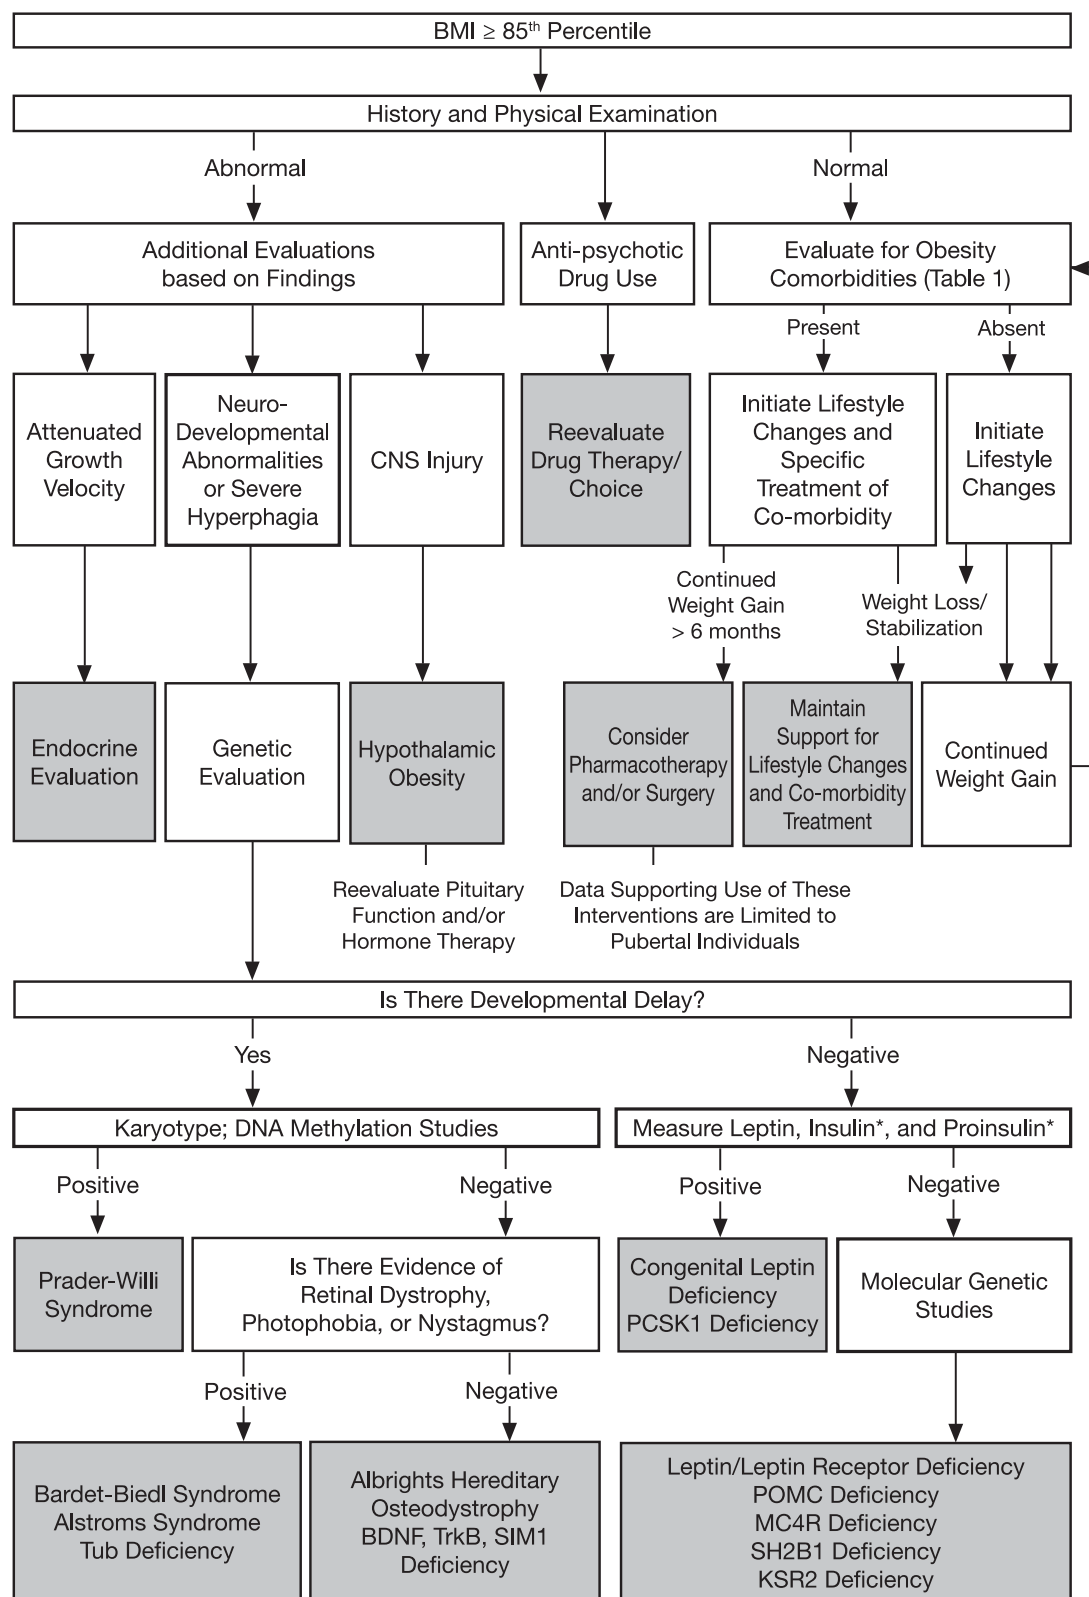 BMI ≥ 85th Percentile
History and Physical Examination
Abnormal
Normal
Additional Evaluations
based on Findings
Anti-psychotic
Drug Use
Evaluate for Obesity
Comorbidities (Table 1)
Present
Absent
Attenuated
Growth
Velocity
Neuro-
Developmental
Abnormalities
or Severe
Hyperphagia
CNS Injury
Reevaluate
Drug Therapy/
Choice
Initiate Lifestyle
Changes and
Specific
Treatment of
Co-morbidity
Initiate
Lifestyle
Changes
Continued
Weight Gain
> 6 months
Weight Loss/
Stabilization
Endocrine
Evaluation
Genetic
Evaluation
Hypothalamic
Obesity
Consider
Pharmacotherapy
and/or Surgery
Maintain
Support for
Lifestyle Changes
and Co-morbidity
Treatment
Continued
Weight Gain
Reevaluate Pituitary
Function and/or
Hormone Therapy
Data Supporting Use of These
Interventions are Limited to
Pubertal Individuals
Is There Developmental Delay?
Yes
Negative
Karyotype; DNA Methylation Studies
Measure Leptin, Insulin*, and Proinsulin*
Positive
Negative
Positive
Negative
Prader-Willi
Syndrome
Is There Evidence of
Retinal Dystrophy,
Photophobia, or Nystagmus?
Congenital Leptin
Deficiency
PCSK1 Deficiency
Molecular Genetic
Studies
Positive
Negative
Bardet-Biedl Syndrome
Alstroms Syndrome
Tub Deficiency
Albrights Hereditary
Osteodystrophy
BDNF, TrkB, SIM1
Deficiency
Leptin/Leptin Receptor Deficiency
POMC Deficiency
MC4R Deficiency
SH2B1 Deficiency
KSR2 Deficiency